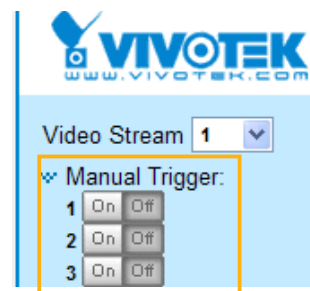 VIVOTEK
www.vivotek.com
Video Stream 1
Manual Trigger:
1 On Off
2 On Off
3 On Off